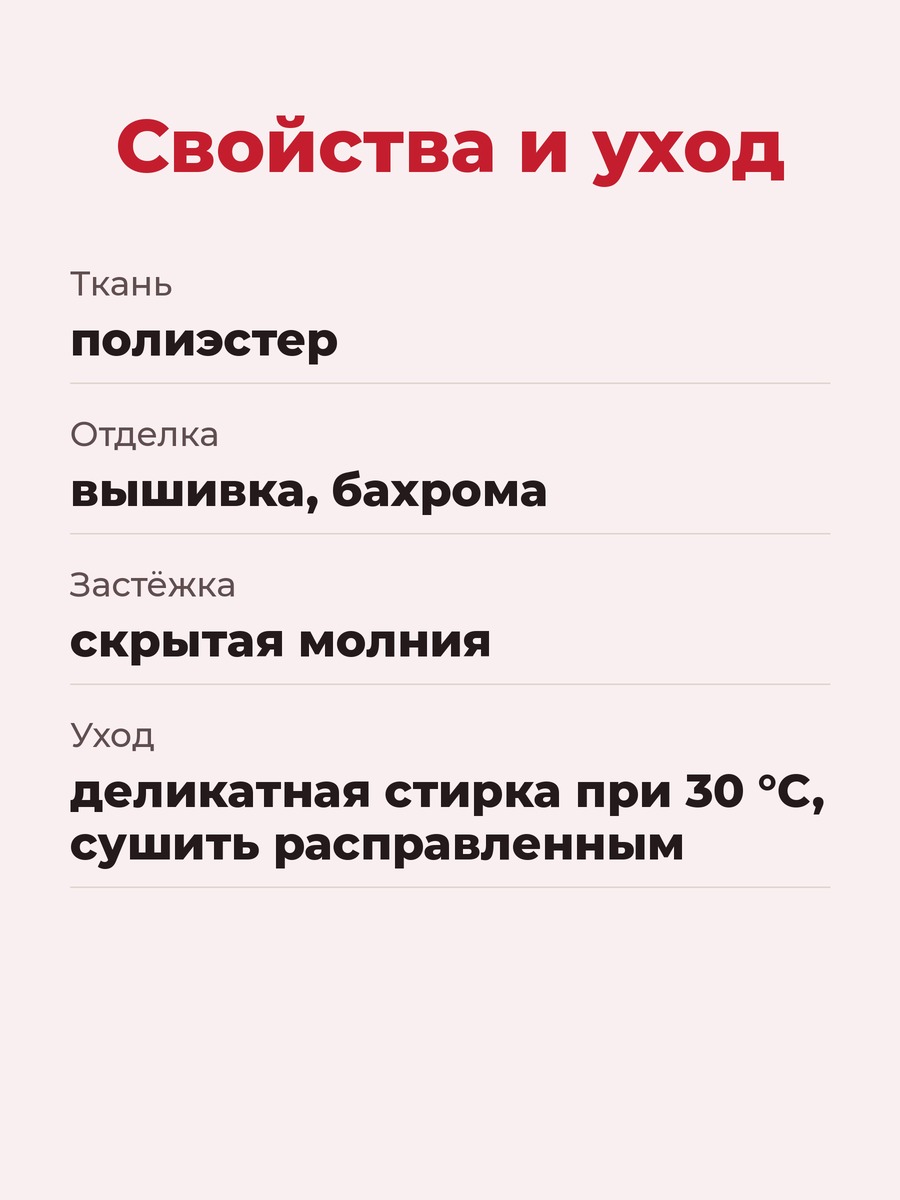 Свойства и уход
Ткань
полиэстер
Отделка
вышивка, бахрома
Застёжка
скрытая молния
Уход
деликатная стирка при 30 °C,
сушить расправленным